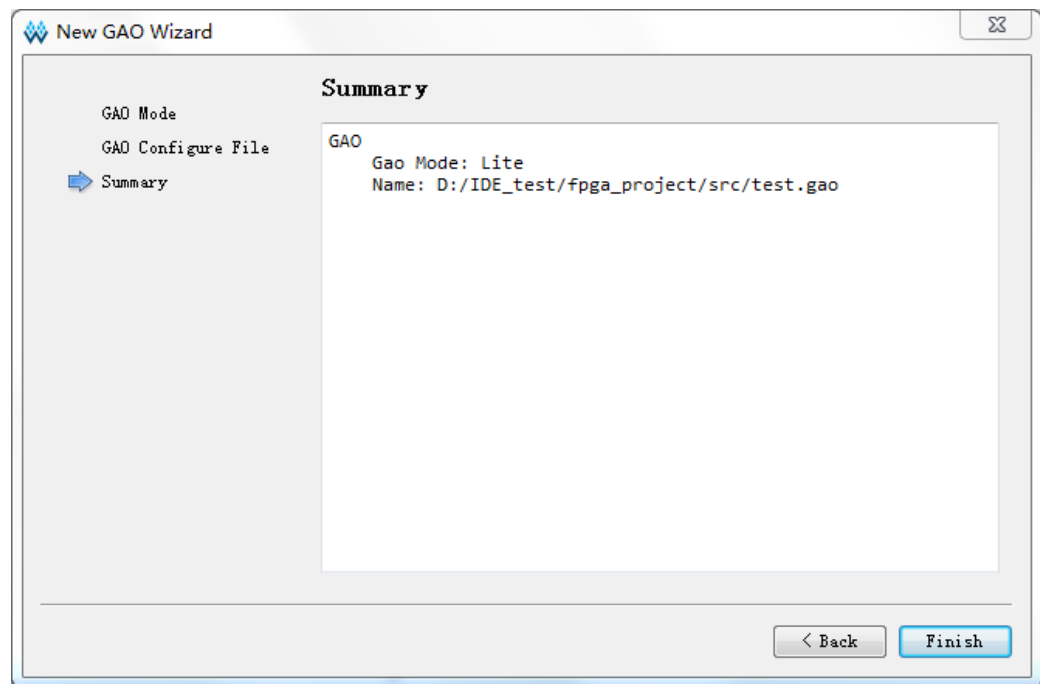 New GAO Wizard
GAO Mode
GAO Configure File
Summary
Summary
GAO
Gao Mode: Lite
Name: D:/IDE_test/fpga_project/src/test.gao
< Back
Finish